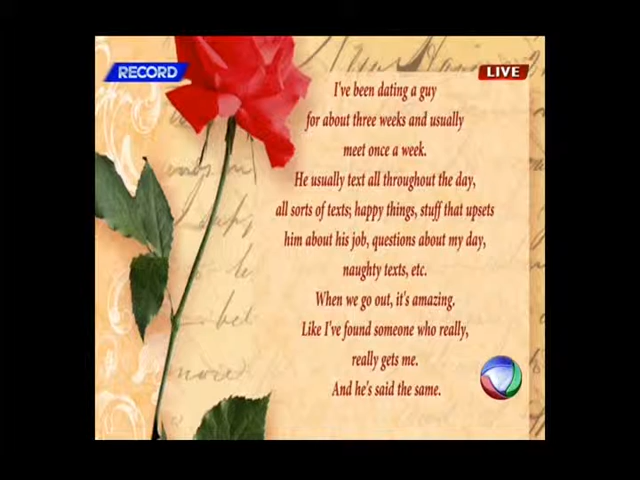 RECORD
LIVE
I've been dating a guy
for about three weeks and usually
meet once a week.
He usually text all throughout the day,
all sorts of texts; happy things, stuff that upsets
him about his job, questions about my day,
naughty texts, etc.
When we go out, it's amazing.
Like I've found someone who really,
really gets me.
And he's said the same.